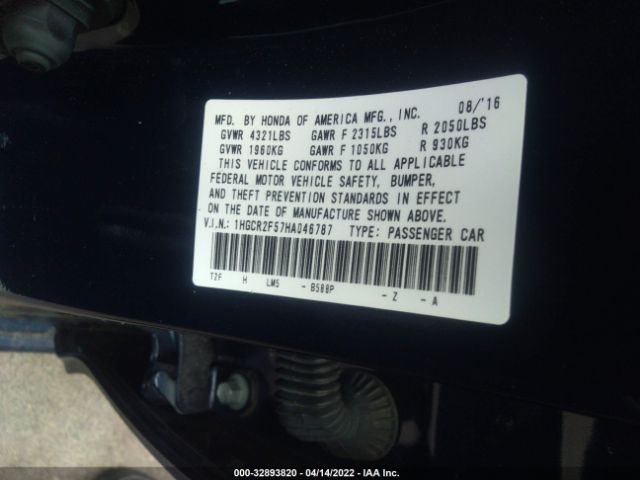 MFD. BY HONDA OF AMERICA MFG., INC. 08/'16
GVWR 4321LBS GAWR F 2315LBS R 2050LBS
GVWR 1960KG GAWR F 1050KG R 930KG
THIS VEHICLE CONFORMS TO ALL APPLICABLE
FEDERAL MOTOR VEHICLE SAFETY, BUMPER,
AND THEFT PREVENTION STANDARDS IN EFFECT
ON THE DATE OF MANUFACTURE SHOWN ABOVE.
V.I.N.: 1HGCR2F57HA046787 TYPE: PASSENGER CAR
T2F H LM5 - B588P - Z - A
000-32893820 - 04/14/2022 - IAA Inc.